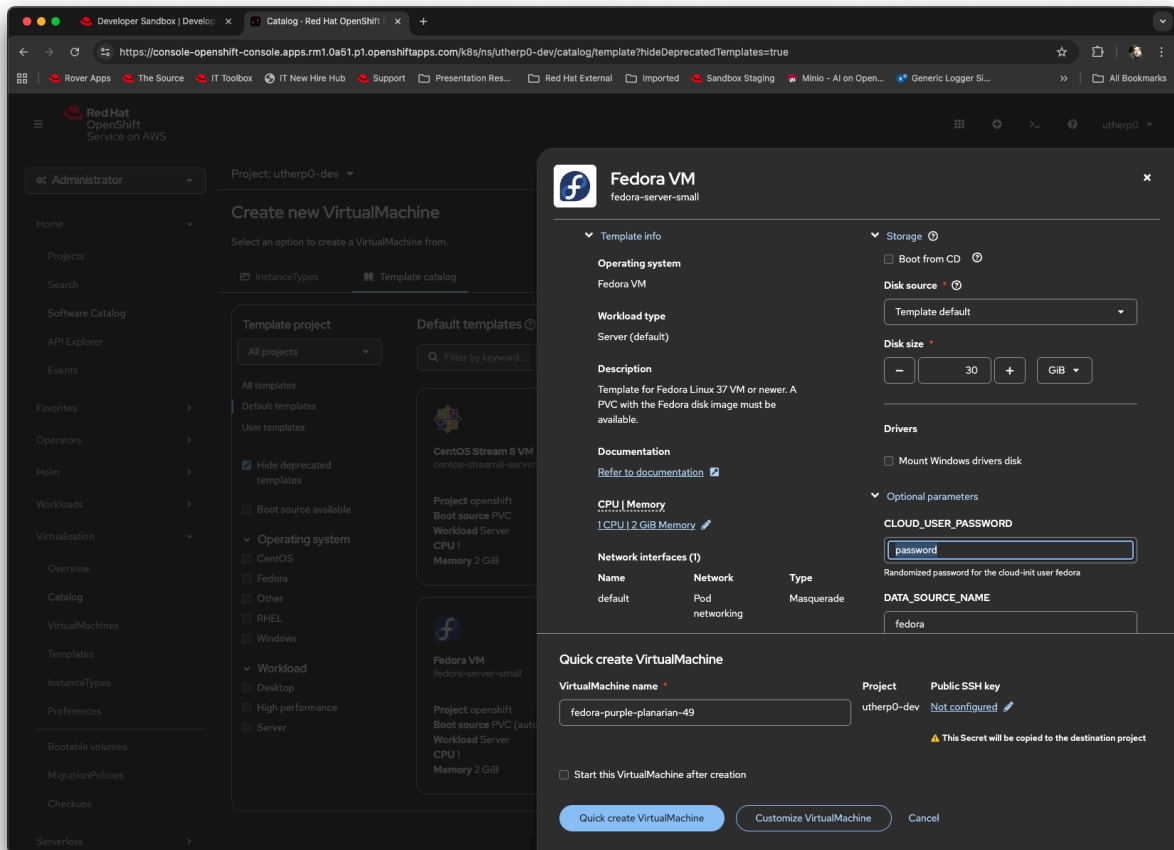 Developer Sandbox | Develop
Catalog · Red Hat OpenShift S
https://console-openshift-console.apps.rm1.0a51.p1.openshiftapps.com/k8s/ns/utherp0-dev/catalog/template?hideDeprecatedTemplates=true
Rover Apps
The Source
IT Toolbox
IT New Hire Hub
Support
Presentation Res...
Red Hat External
Imported
Sandbox Staging
Minio - AI on Open...
Generic Logger Si...
»
All Bookmarks
Red Hat
OpenShift
Service on AWS
utherp0
Administrator
Home
Projects
Search
Software Catalog
API Explorer
Events
Favorites
Operators
Helm
Workloads
Virtualization
Overview
Catalog
VirtualMachines
Templates
InstanceTypes
Preferences
Bootable volumes
MigrationPolicies
Checkups
Serverless
Project: utherp0-dev
Create new VirtualMachine
Select an option to create a VirtualMachine from.
InstanceTypes
Template catalog
Template project
All projects
All templates
Default templates
User templates
Hide deprecated
templates
Boot source available
Operating system
CentOS
Fedora
Other
RHEL
Windows
Workload
Desktop
High performance
Server
Default templates
Filter by keyword...
CentOS Stream 8 VM
centos-stream8-server
Project openshift
Boot source PVC
Workload Server
CPU 1
Memory 2 GiB
Fedora VM
fedora-server-small
Project openshift
Boot source PVC (auto
Workload Server
CPU 1
Memory 2 GiB
Fedora VM
fedora-server-small
Template info
Operating system
Fedora VM
Workload type
Server (default)
Description
Template for Fedora Linux 37 VM or newer. A
PVC with the Fedora disk image must be
available.
Documentation
Refer to documentation
CPU | Memory
1 CPU | 2 GiB Memory
Network interfaces (1)
Name Network Type
default Pod networking Masquerade
Storage
Boot from CD
Disk source *
Template default
Disk size *
30
GiB
Drivers
Mount Windows drivers disk
Optional parameters
CLOUD_USER_PASSWORD
password
Randomized password for the cloud-init user fedora
DATA_SOURCE_NAME
fedora
Quick create VirtualMachine
VirtualMachine name *
fedora-purple-planarian-49
Project
utherp0-dev
Public SSH key
Not configured
This Secret will be copied to the destination project
Start this VirtualMachine after creation
Quick create VirtualMachine
Customize VirtualMachine
Cancel